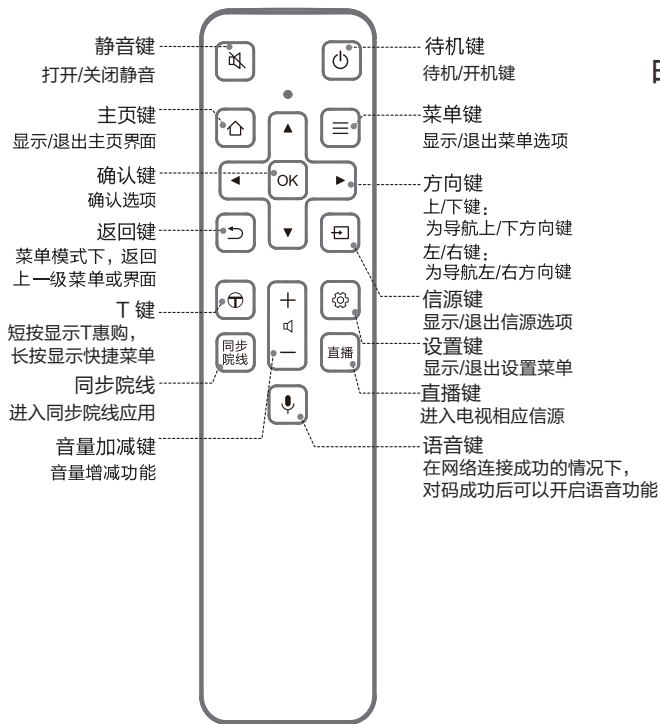 静音键
打开/关闭静音
主页键
显示/退出主页界面
确认键
确认选项
返回键
菜单模式下，返回
上一级菜单或界面
T 键
短按显示T惠购，
长按显示快捷菜单
同步院线
进入同步院线应用
音量加减键
音量增减功能
OK
同步
院线
直播
待机键
待机/开机键
菜单键
显示/退出菜单选项
方向键
上/下键：
为导航上/下方向键
左/右键：
为导航左/右方向键
信源键
显示/退出信源选项
设置键
显示/退出设置菜单
直播键
进入电视相应信源
语音键
在网络连接成功的情况下，
对码成功后可以开启语音功能